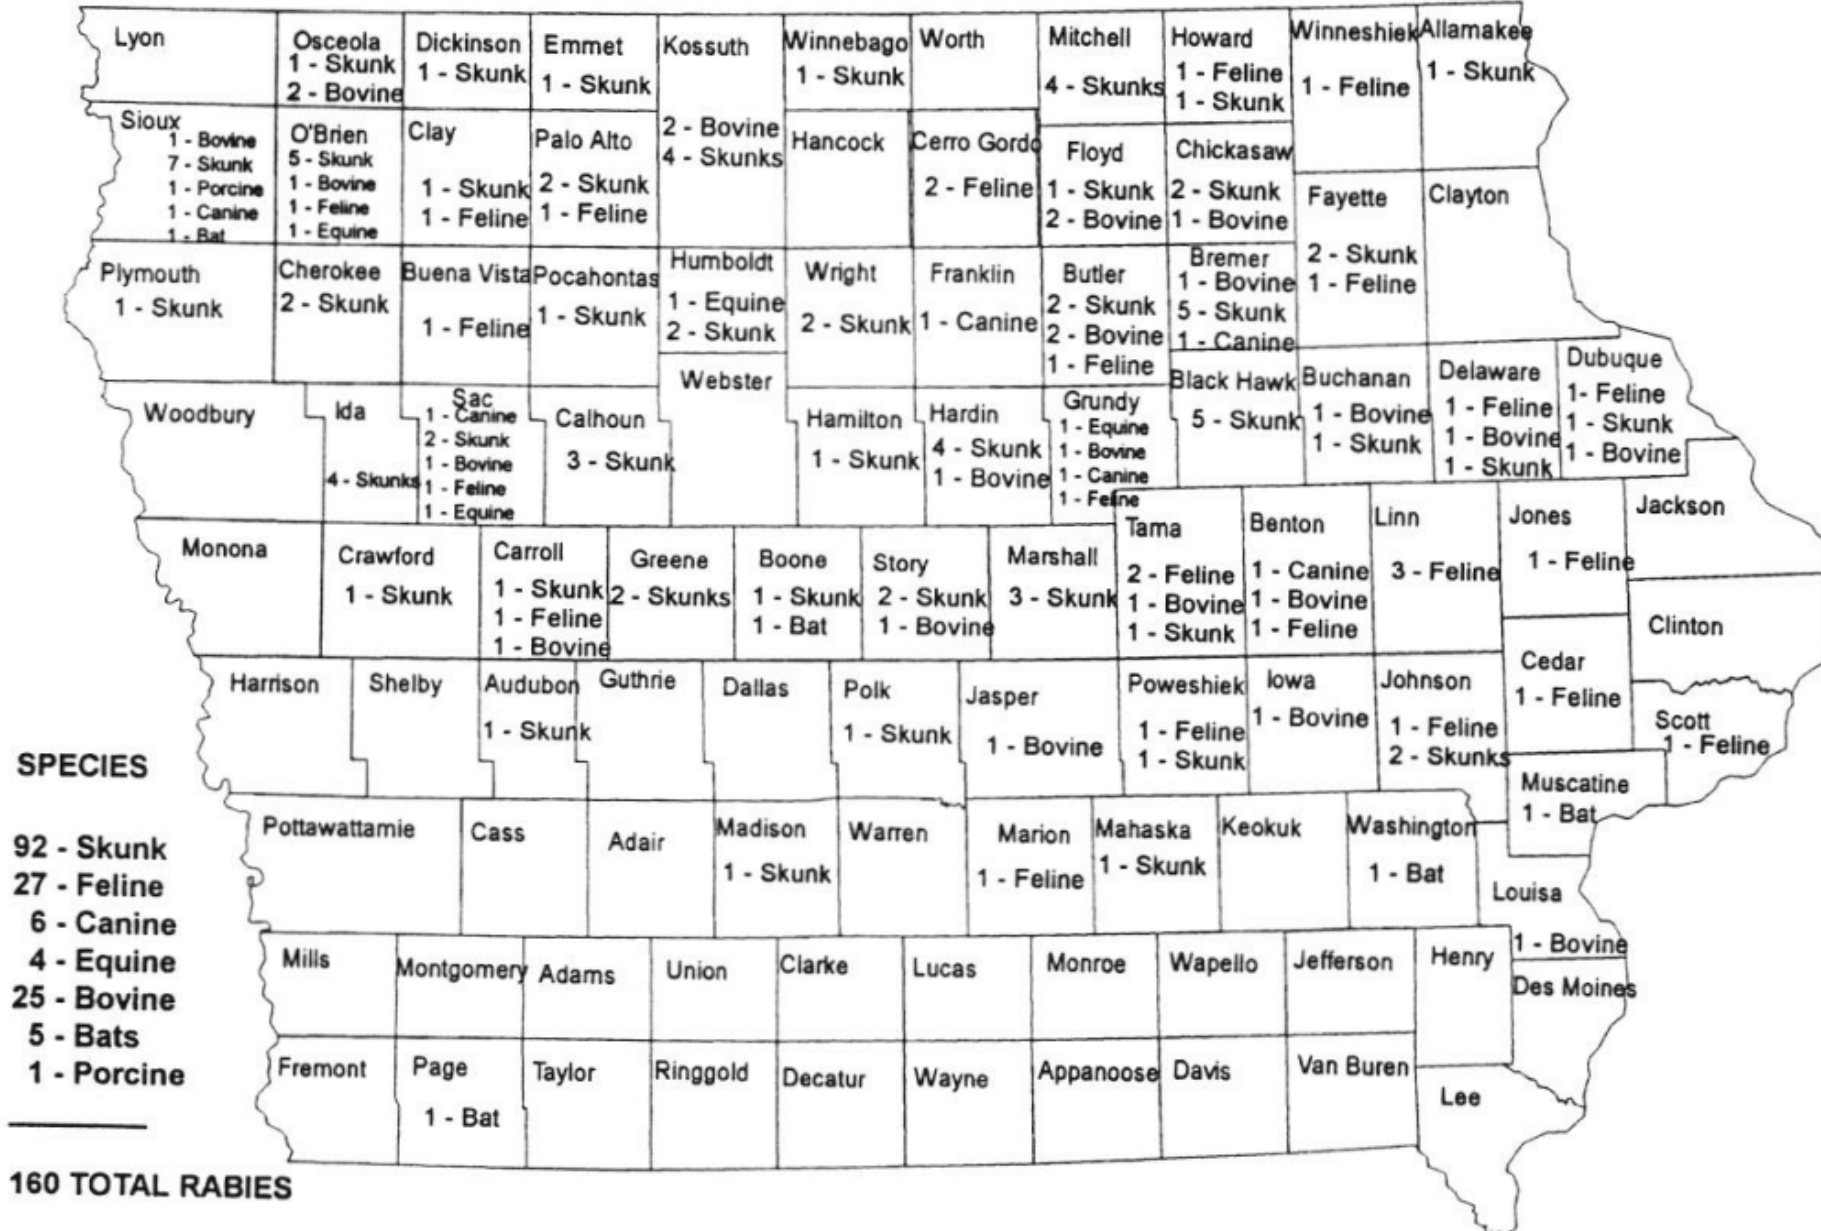 Lyon
Osceola
1 - Skunk
2 - Bovine
Dickinson
1 - Skunk
Emmet
1 - Skunk
Kossuth
2 - Bovine
4 - Skunks
Winnebago
1 - Skunk
Worth
Mitchell
4 - Skunks
Howard
1 - Feline
1 - Skunk
Winneshiek
1 - Feline
Allamakee
1 - Skunk
Sioux
1 - Bovine
7 - Skunk
1 - Porcine
1 - Canine
1 - Bat
O'Brien
5 - Skunk
1 - Bovine
1 - Feline
1 - Equine
Clay
1 - Skunk
1 - Feline
Palo Alto
2 - Skunk
1 - Feline
Hancock
Cerro Gordo
2 - Feline
Floyd
1 - Skunk
2 - Bovine
Chickasaw
2 - Skunk
1 - Bovine
Fayette
2 - Skunk
1 - Feline
Clayton
Plymouth
1 - Skunk
Cherokee
2 - Skunk
Buena Vista
1 - Feline
Pocahontas
1 - Skunk
Humboldt
1 - Equine
2 - Skunk
Wright
2 - Skunk
Franklin
1 - Canine
Butler
2 - Skunk
2 - Bovine
1 - Feline
Bremer
1 - Bovine
5 - Skunk
1 - Canine
Woodbury
Ida
4 - Skunks
Sac
1 - Canine
2 - Skunk
1 - Bovine
1 - Feline
1 - Equine
Calhoun
3 - Skunk
Webster
Hamilton
1 - Skunk
Hardin
4 - Skunk
1 - Bovine
Grundy
1 - Equine
1 - Bovine
1 - Canine
1 - Feline
Black Hawk
5 - Skunk
Buchanan
1 - Bovine
1 - Skunk
Delaware
1 - Feline
1 - Bovine
1 - Skunk
Dubuque
1- Feline
1 - Skunk
1 - Bovine
Monona
Crawford
1 - Skunk
Carroll
1 - Skunk
1 - Feline
1 - Bovine
Greene
2 - Skunks
Boone
1 - Skunk
1 - Bat
Story
2 - Skunk
1 - Bovine
Marshall
3 - Skunk
Tama
2 - Feline
1 - Bovine
1 - Skunk
Benton
1 - Canine
1 - Bovine
1 - Feline
Linn
3 - Feline
Jones
1 - Feline
Jackson
Clinton
Harrison
Shelby
Audubon
1 - Skunk
Guthrie
Dallas
Polk
1 - Skunk
Jasper
1 - Bovine
Poweshiek
1 - Feline
1 - Skunk
Iowa
1 - Bovine
Johnson
1 - Feline
2 - Skunks
Cedar
1 - Feline
Scott
1 - Feline
Muscatine
1 - Bat
Pottawattamie
Cass
Adair
Madison
1 - Skunk
Warren
Marion
1 - Feline
Mahaska
1 - Skunk
Keokuk
Washington
1 - Bat
Louisa
1 - Bovine
Mills
Montgomery
Adams
Union
Clarke
Lucas
Monroe
Wapello
Jefferson
Henry
Des Moines
Fremont
Page
1 - Bat
Taylor
Ringgold
Decatur
Wayne
Appanoose
Davis
Van Buren
Lee
SPECIES
92 - Skunk
27 - Feline
6 - Canine
4 - Equine
25 - Bovine
5 - Bats
1 - Porcine
160 TOTAL RABIES